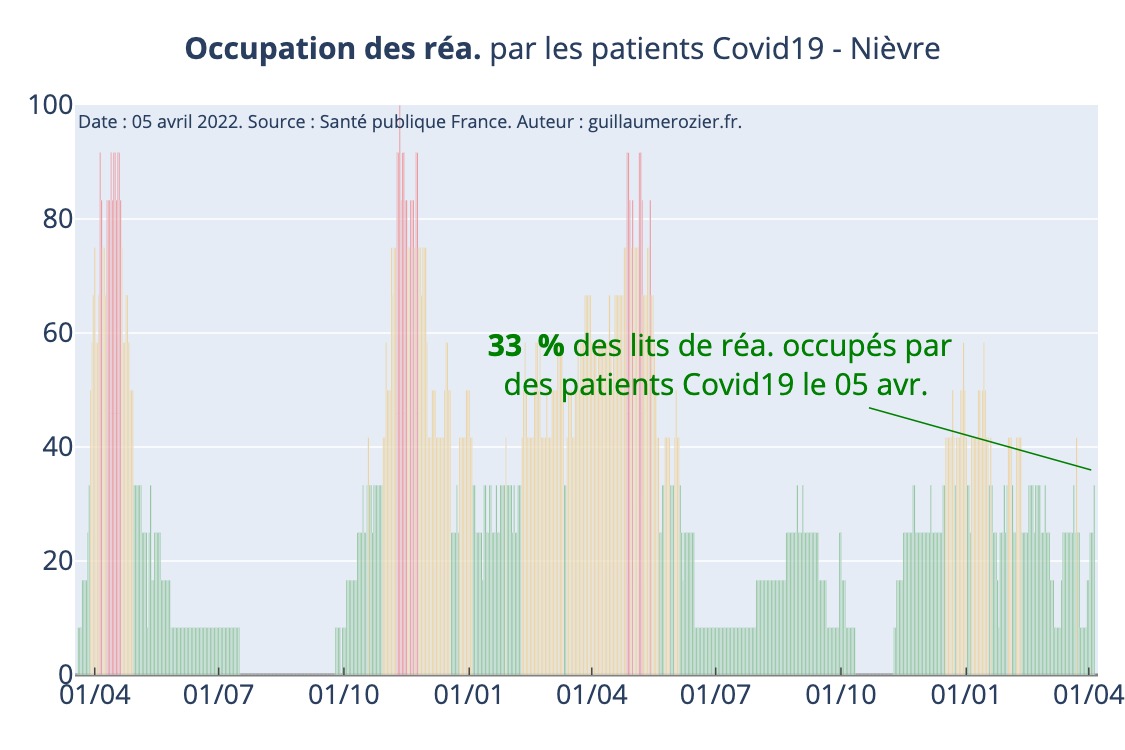 Occupation des réa. par les patients Covid19 - Nièvre
100
Date : 05 avril 2022. Source : Santé publique France. Auteur : guillaumerozier.fr.
80
60
33 % des lits de réa. occupés par
des patients Covid19 le 05 avr.
40
20
0
01/04 01/07 01/10 01/01 01/04 01/07 01/10 01/01 01/04